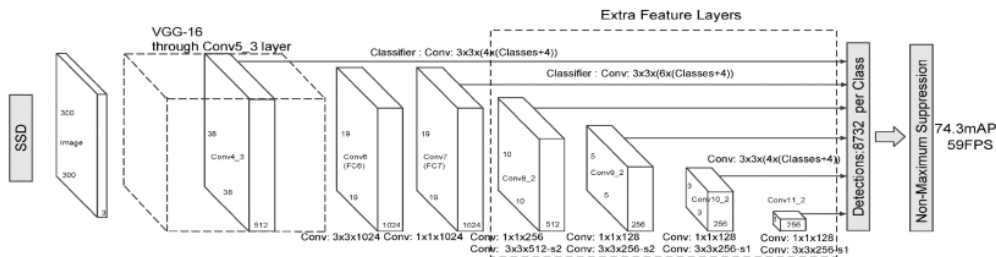 Extra Feature Layers
VGG-16
through Conv5_3 layer
Classifier : Conv: 3x3x(4x(Classes+4))
Classifier : Conv: 3x3x(6x(Classes+4))
SSD
300
Image
300
3
38
Conv4_3
38
512
19
Conv6
(FC6)
19
1024
19
Conv7
(FC7)
19
1024
10
Conv8_2
10
512
5
Conv9_2
5
256
Conv: 3x3x(4x(Classes+4))
3
Conv10_2
3
256
Conv11_2
256
Detections:8732 per Class
Non-Maximum Suppression
74.3mAP
59FPS
Conv: 3x3x1024
Conv: 1x1x1024
Conv: 1x1x256
Conv: 3x3x512-s2
Conv: 1x1x128
Conv: 3x3x256-s2
Conv: 1x1x128
Conv: 3x3x256-s1
Conv: 1x1x128
Conv: 3x3x256-s1